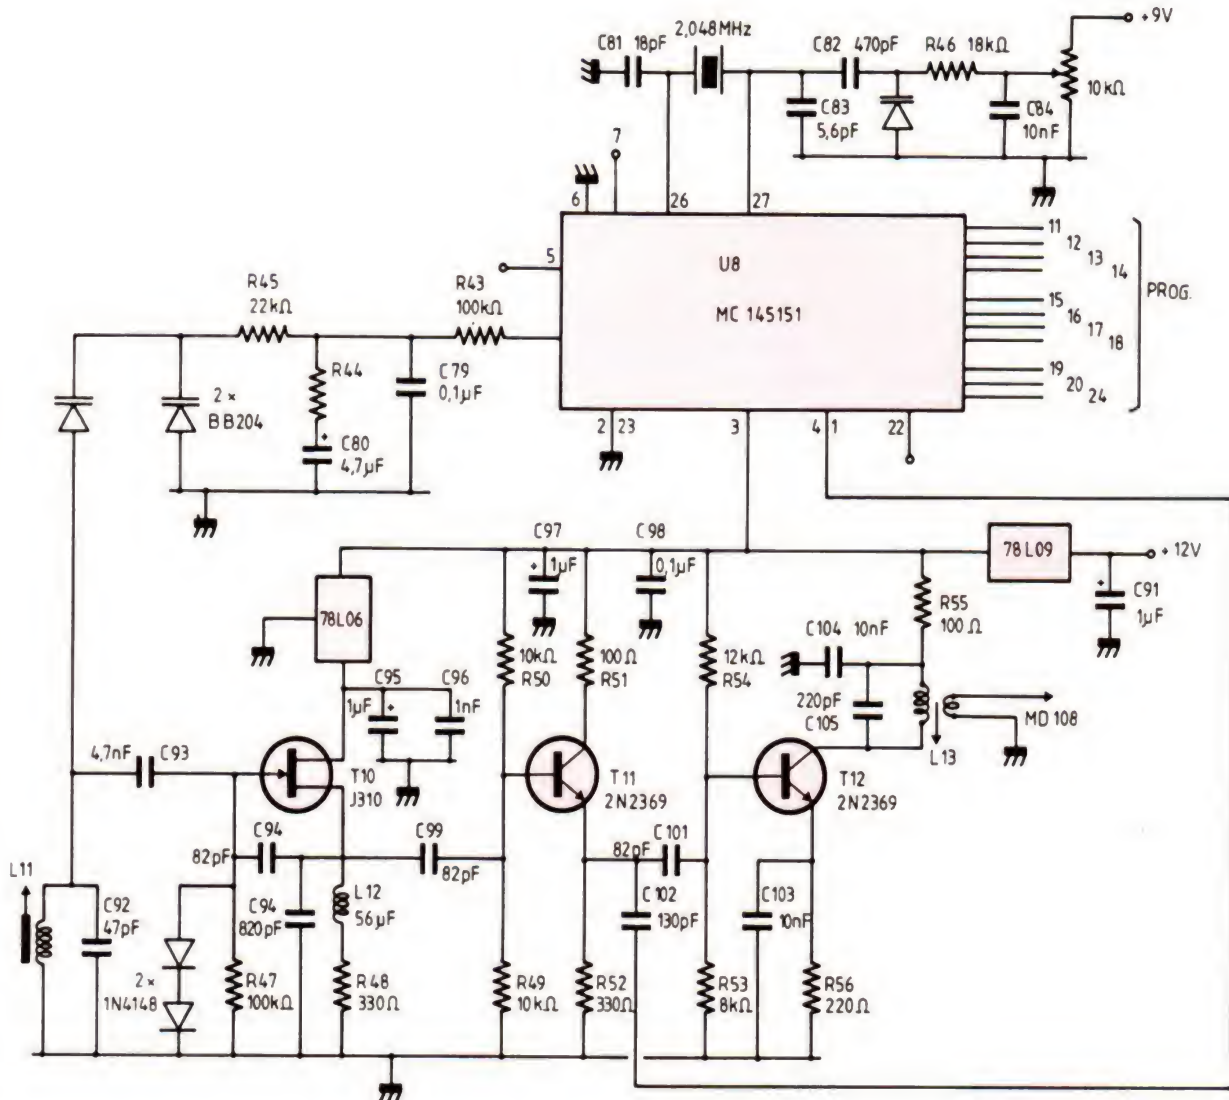 +9V
2,048MHz
C81 18pF
C82 470pF
R46 18kΩ
10kΩ
C83
5,6pF
C84
10nF
7
6
26
27
5
U8
MC 145151
11
12
13
14
15
16
17
18
19
20
24
PROG.
R45
22kΩ
R43
100kΩ
R44
C79
0,1µF
2 ×
BB204
C80
+
4,7µF
2
23
3
4
1
22
C97
+
1µF
C98
0,1µF
78L09
+12V
+
C91
1µF
78L06
10kΩ
R50
100Ω
R51
12kΩ
R54
C104 10nF
R55
100Ω
220pF
C105
L13
MD108
C95
1µF
+
C96
1nF
4,7nF
C93
T10
J310
T11
2N2369
T12
2N2369
C94
82pF
C99
82pF
C101
82pF
L11
C92
47pF
C94
820pF
L12
56µF
C102
130pF
C103
10nF
2×
1N4148
R47
100kΩ
R48
330Ω
R49
10kΩ
R52
330Ω
R53
8kΩ
R56
220Ω